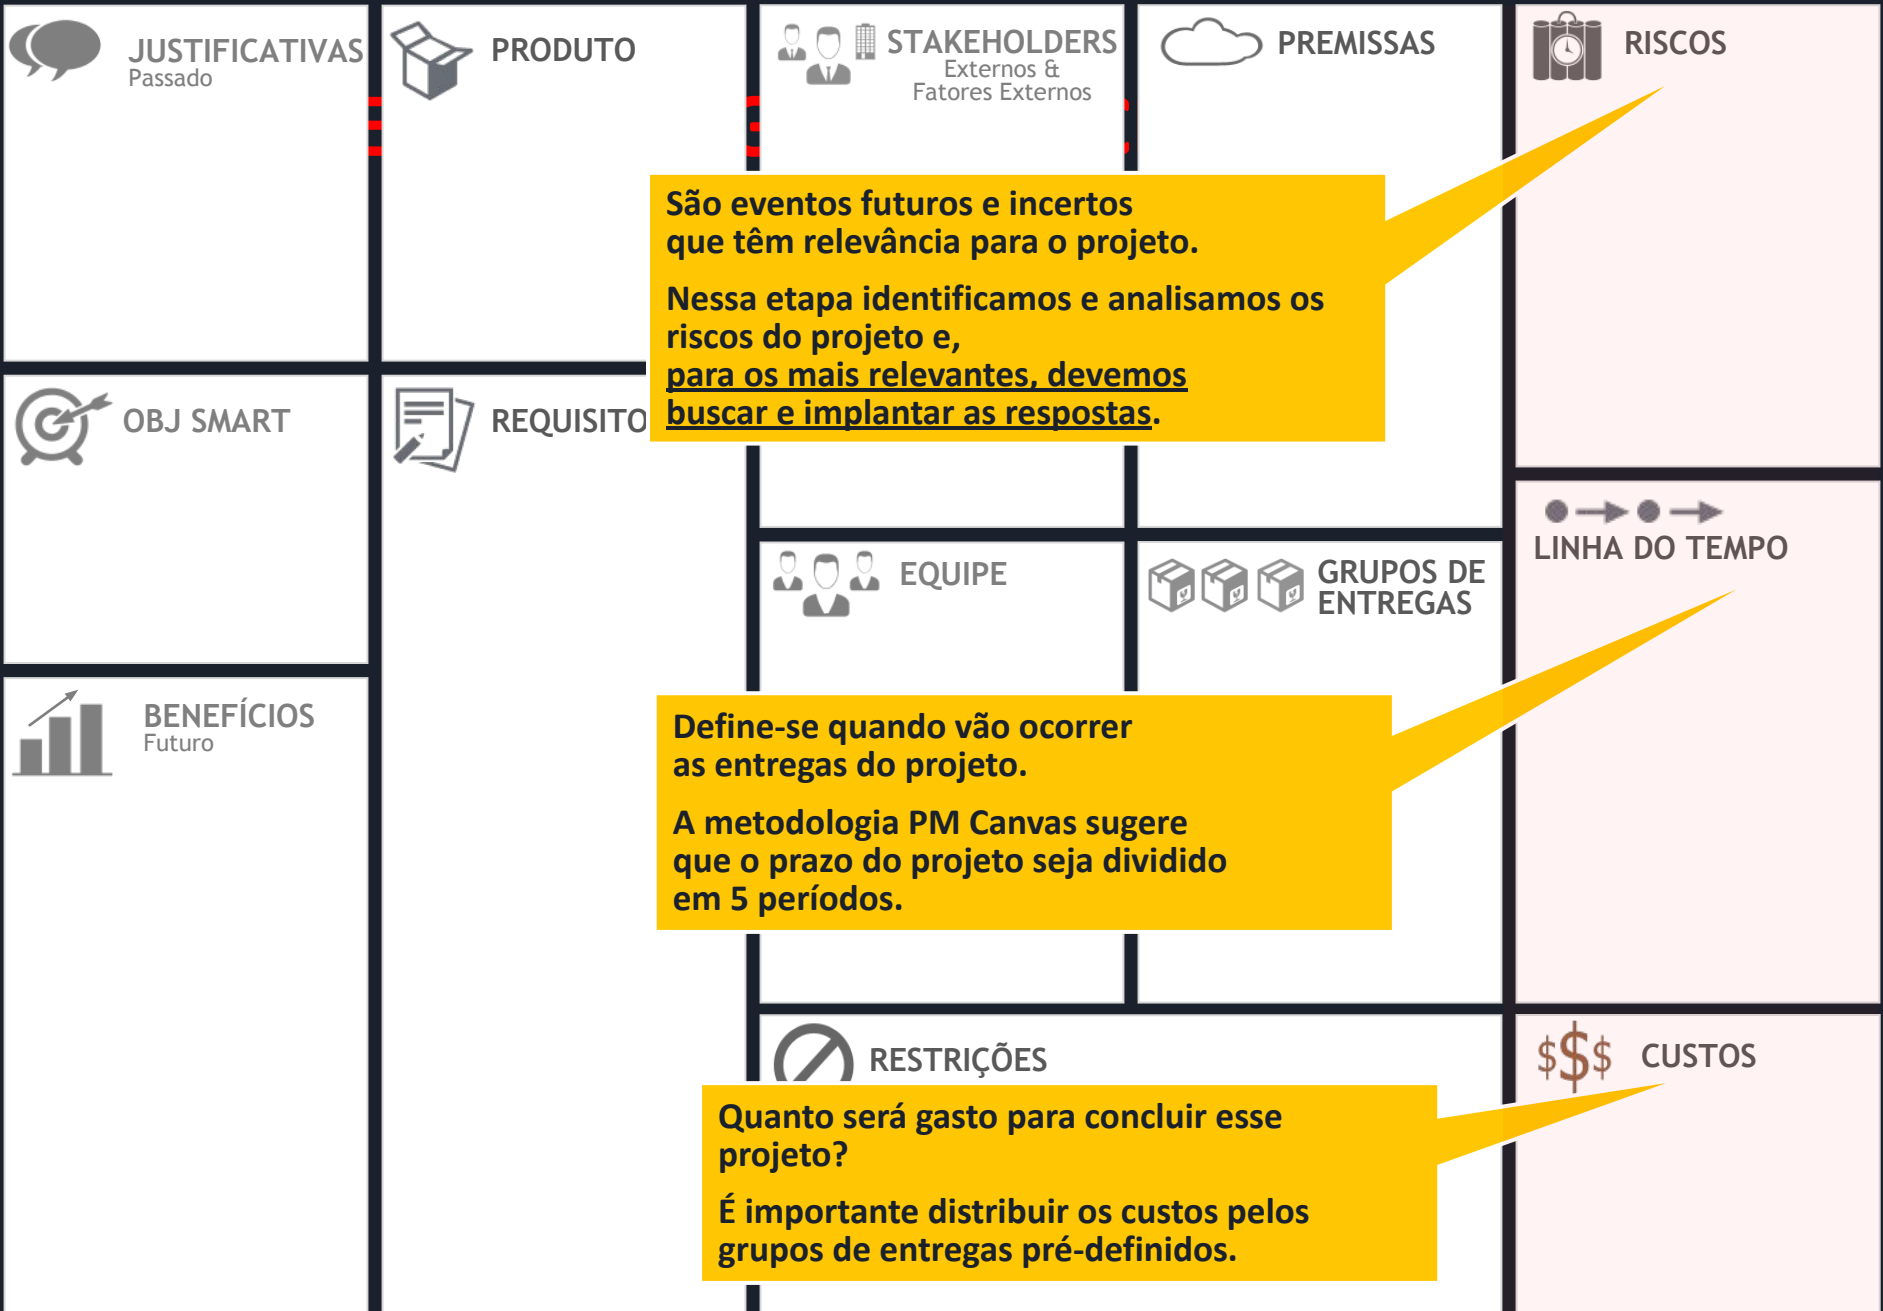 JUSTIFICATIVAS
Passado
PRODUTO
STAKEHOLDERS
Externos &
Fatores Externos
PREMISSAS
RISCOS
São eventos futuros e incertos
que têm relevância para o projeto.
Nessa etapa identificamos e analisamos os
riscos do projeto e,
para os mais relevantes, devemos
buscar e implantar as respostas.
OBJ SMART
REQUISITO
LINHA DO TEMPO
EQUIPE
GRUPOS DE
ENTREGAS
BENEFÍCIOS
Futuro
Define-se quando vão ocorrer
as entregas do projeto.
A metodologia PM Canvas sugere
que o prazo do projeto seja dividido
em 5 períodos.
RESTRIÇÕES
$$$ CUSTOS
Quanto será gasto para concluir esse
projeto?
É importante distribuir os custos pelos
grupos de entregas pré-definidos.